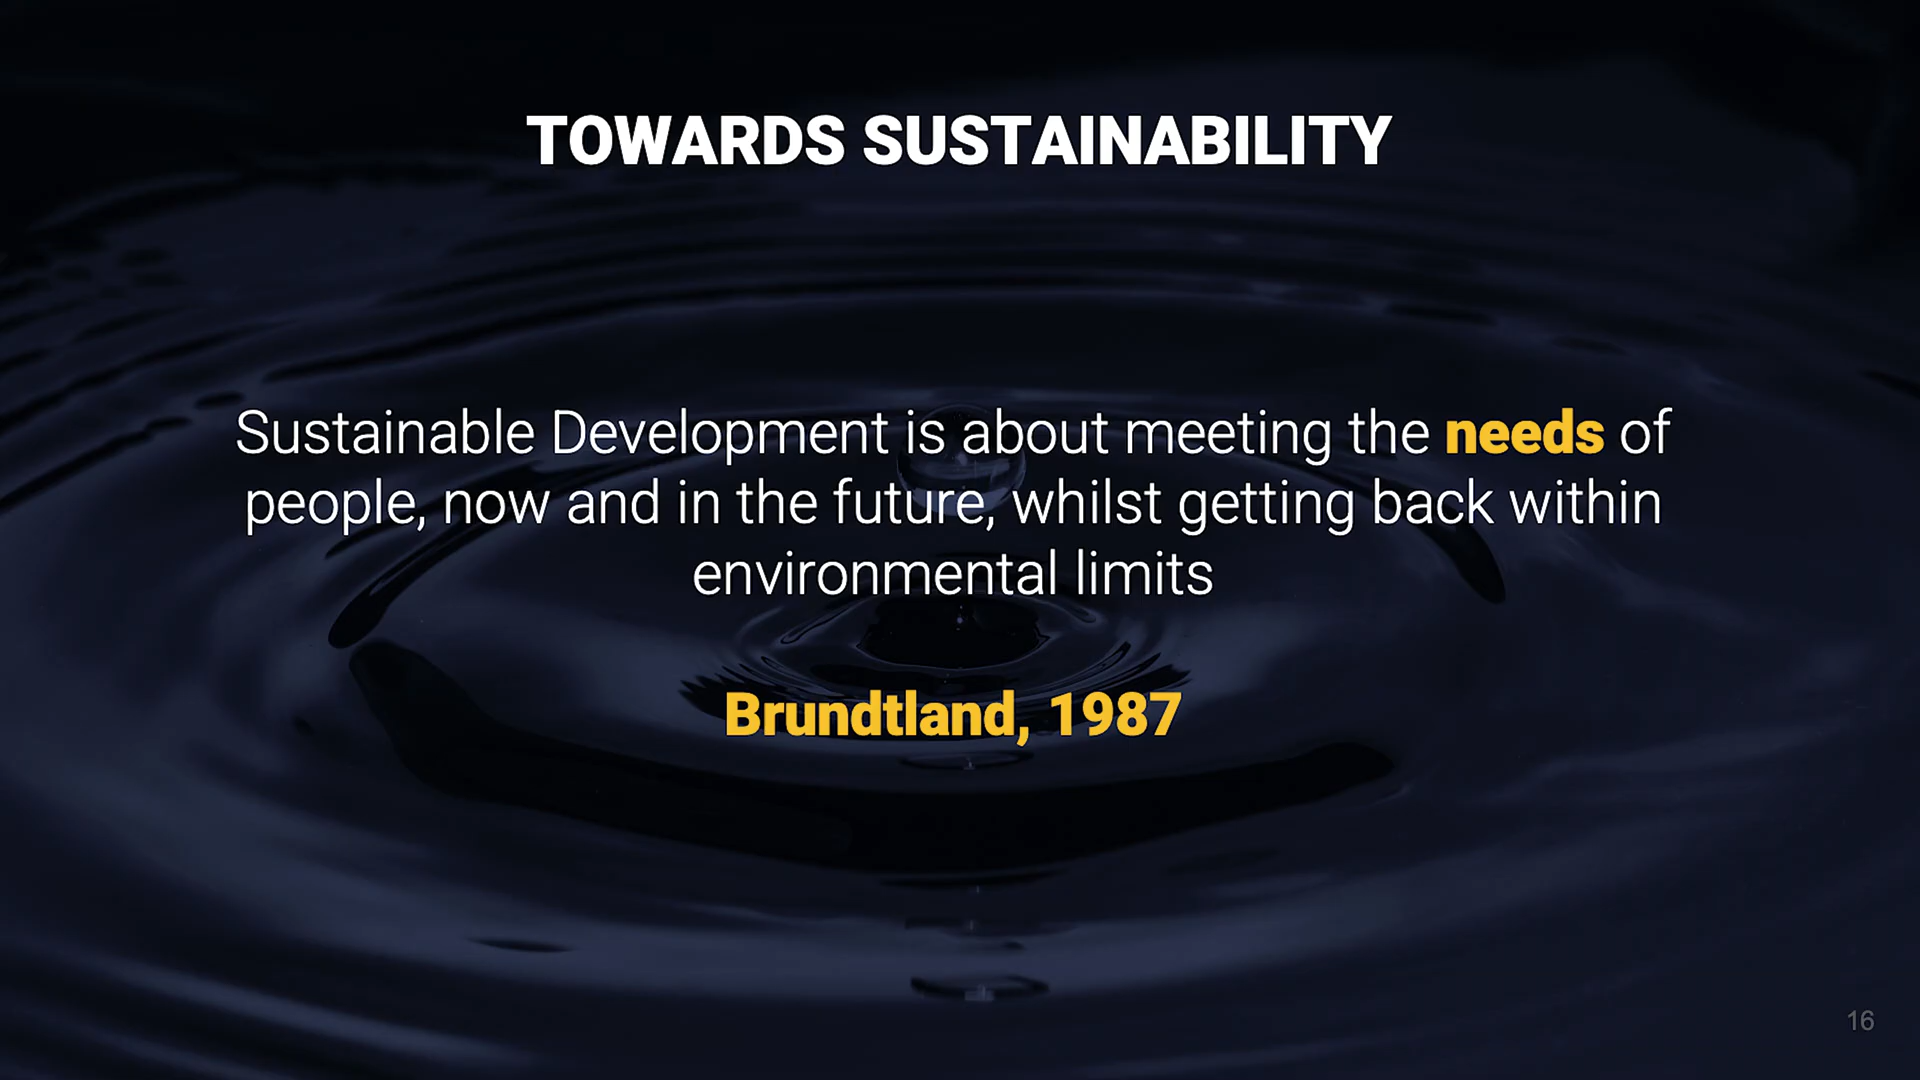 TOWARDS SUSTAINABILITY
Sustainable Development is about meeting the needs of
people, now and in the future, whilst getting back within
environmental limits
Brundtland, 1987
16